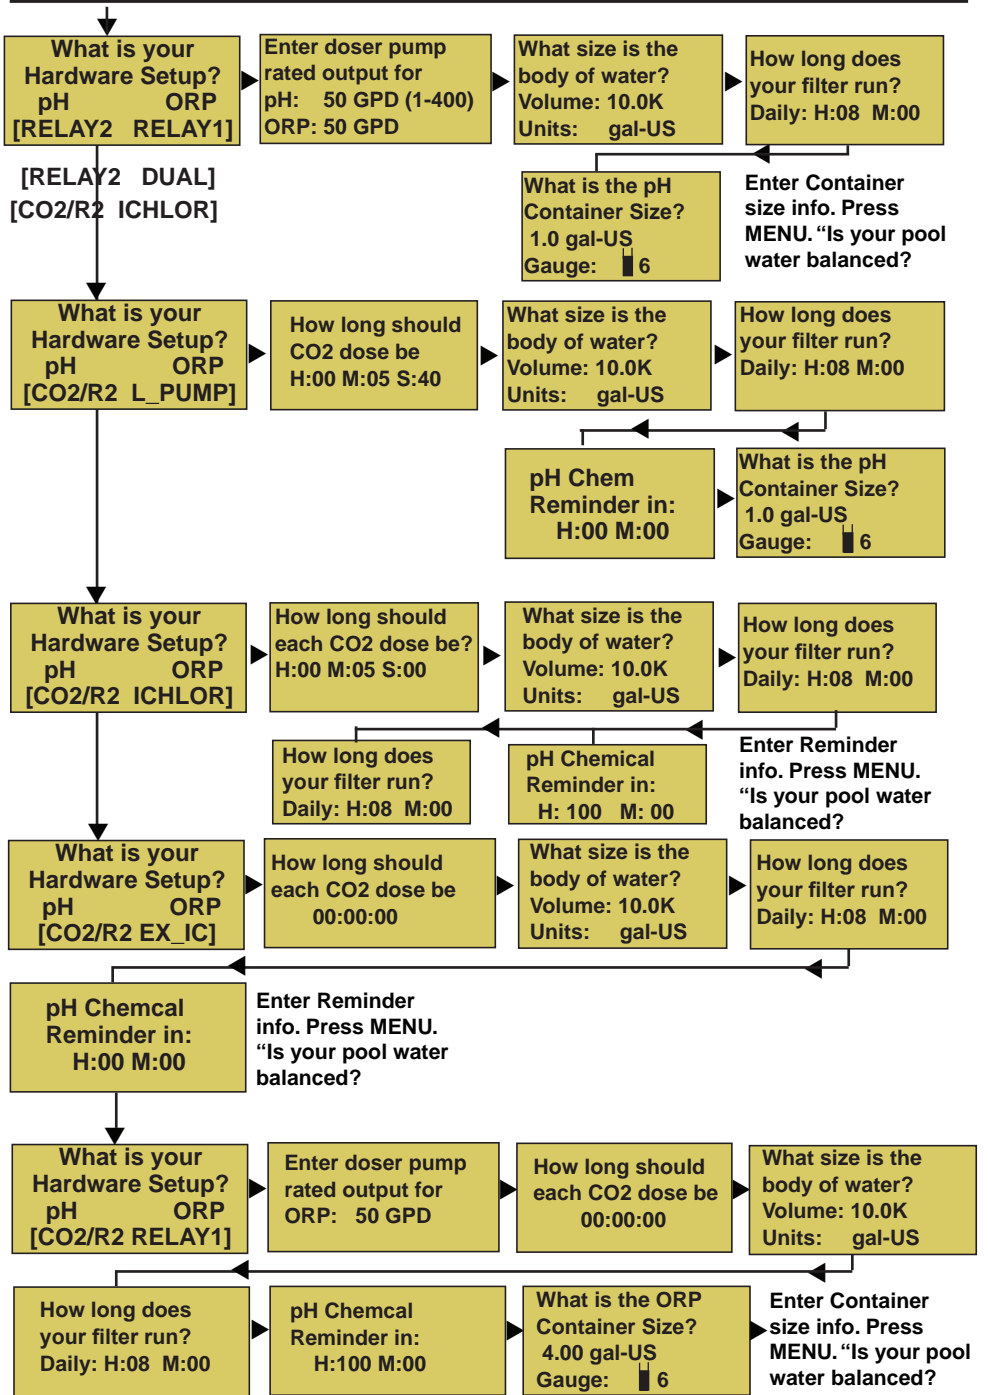 What is your
Hardware Setup?
pH ORP
[RELAY2 RELAY1]
Enter doser pump
rated output for
pH: 50 GPD (1-400)
ORP: 50 GPD
What size is the
body of water?
Volume: 10.0K
Units: gal-US
How long does
your filter run?
Daily: H:08 M:00
[RELAY2 DUAL]
[CO2/R2 ICHLOR]
What is the pH
Container Size?
1.0 gal-US
Gauge: 6
Enter Container
size info. Press
MENU. “Is your pool
water balanced?
What is your
Hardware Setup?
pH ORP
[CO2/R2 L_PUMP]
How long should
CO2 dose be
H:00 M:05 S:40
What size is the
body of water?
Volume: 10.0K
Units: gal-US
How long does
your filter run?
Daily: H:08 M:00
pH Chem
Reminder in:
H:00 M:00
What is the pH
Container Size?
1.0 gal-US
Gauge: 6
What is your
Hardware Setup?
pH ORP
[CO2/R2 ICHLOR]
How long should
each CO2 dose be?
H:00 M:05 S:00
What size is the
body of water?
Volume: 10.0K
Units: gal-US
How long does
your filter run?
Daily: H:08 M:00
How long does
your filter run?
Daily: H:08 M:00
pH Chemical
Reminder in:
H: 100 M: 00
Enter Reminder
info. Press MENU.
“Is your pool water
balanced?
What is your
Hardware Setup?
pH ORP
[CO2/R2 EX_IC]
How long should
each CO2 dose be
00:00:00
What size is the
body of water?
Volume: 10.0K
Units: gal-US
How long does
your filter run?
Daily: H:08 M:00
pH Chemcal
Reminder in:
H:00 M:00
Enter Reminder
info. Press MENU.
“Is your pool water
balanced?
What is your
Hardware Setup?
pH ORP
[CO2/R2 RELAY1]
Enter doser pump
rated output for
ORP: 50 GPD
How long should
each CO2 dose be
00:00:00
What size is the
body of water?
Volume: 10.0K
Units: gal-US
How long does
your filter run?
Daily: H:08 M:00
pH Chemcal
Reminder in:
H:100 M:00
What is the ORP
Container Size?
4.00 gal-US
Gauge: 6
Enter Container
size info. Press
MENU. “Is your pool
water balanced?